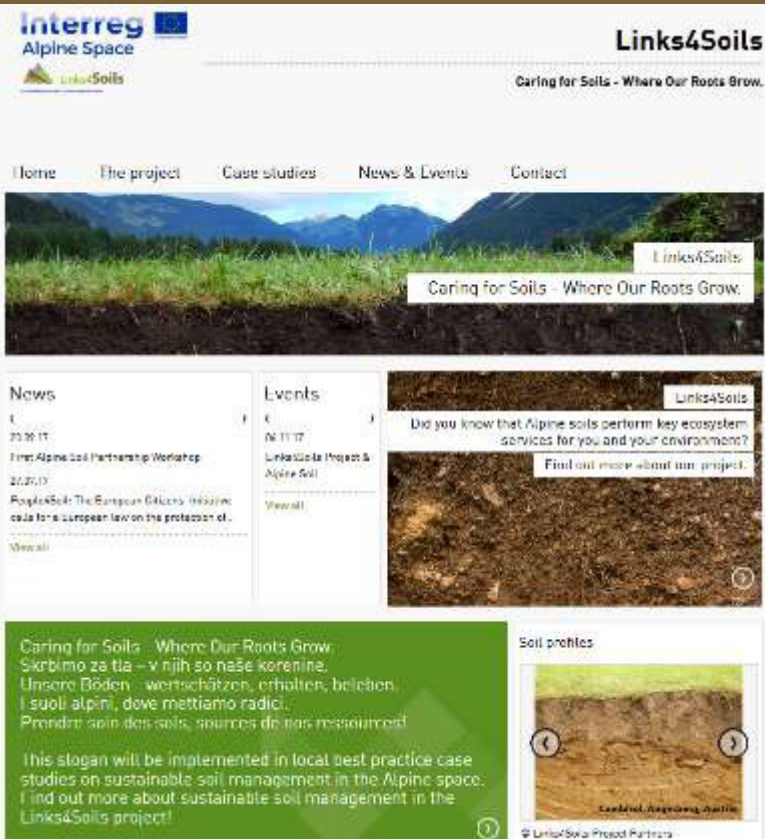 Interreg
Alpine Space
Links4Soils
Links4Soils
Caring for Soils - Where Our Roots Grow.
Home The project Case studies News & Events Contact
Links4Soils
Caring for Soils - Where Our Roots Grow.
News
First Alpine Soil Partnership Workshop
27.07.17
People4Soil: The European Citizens' Initiative
calls for a European law on the protection of..
View all
Events
06.11.17
Links4Soils Project &
Alpine Soil
View all
Links4Soils
Did you know that Alpine soils perform key ecosystem
services for you and your environment?
Find out more about our project.
Caring for Soils - Where Our Roots Grow.
Skrbimo za tla – v njih so naše korenine.
Unsere Böden - wertschätzen, erhalten, beleben.
I suoli alpini, dove mettiamo radici.
Prendre soin des sols, sources de nos ressources!
This slogan will be implemented in local best practice case
studies on sustainable soil management in the Alpine space.
Find out more about sustainable soil management in the
Links4Soils project!
Soil profiles
Austria
© Links4Soils Project Partners